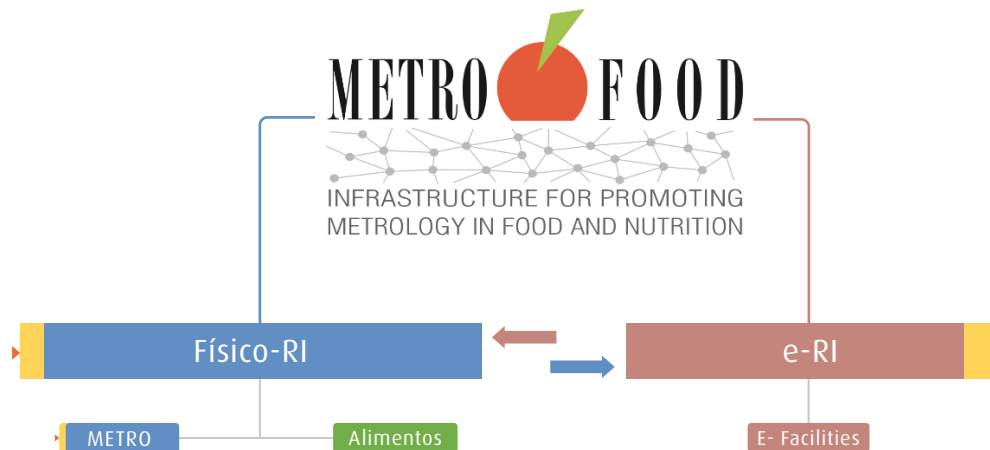 METRO FOOD
INFRASTRUCTURE FOR PROMOTING
METROLOGY IN FOOD AND NUTRITION
Físico-RI
e-RI
METRO
Alimentos
E- Facilities